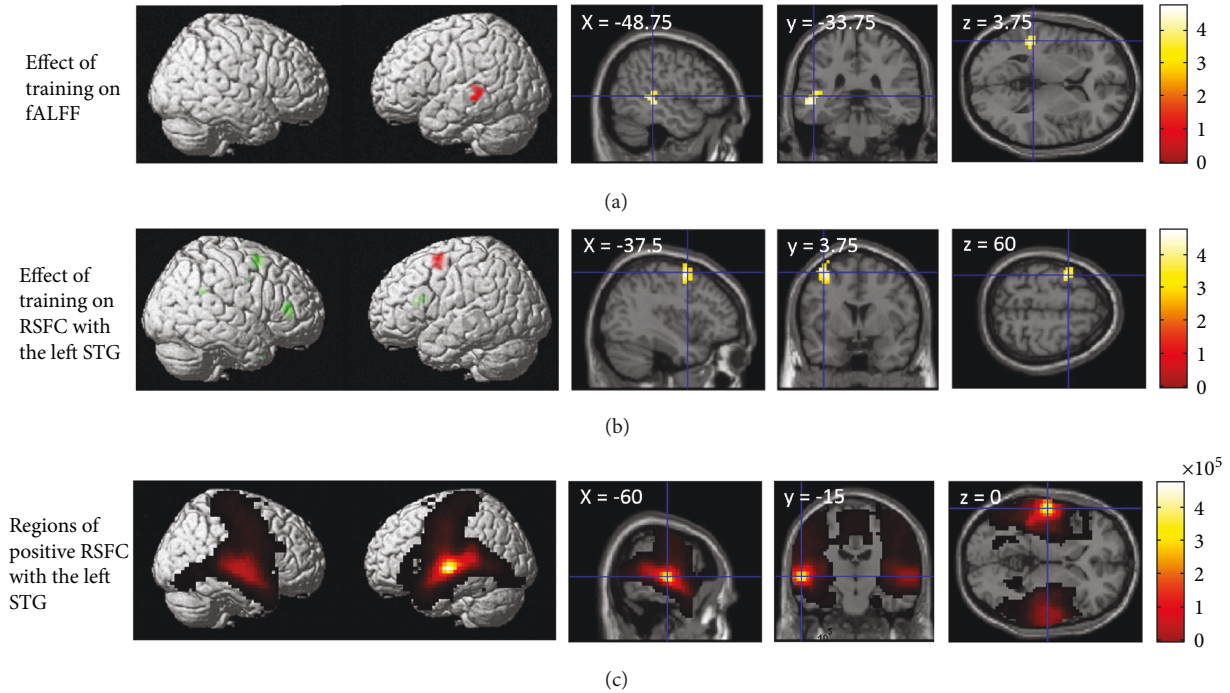 Effect of
training on
fALFF
X = -48.75
y = -33.75
z = 3.75
4
3
2
1
0
(a)
Effect of
training on
RSFC with
the left STG
X = -37.5
y = 3.75
z = 60
4
3
2
1
0
(b)
Regions of
positive RSFC
with the left
STG
X = -60
y = -15
z = 0
×10⁵
4
3
2
1
0
(c)